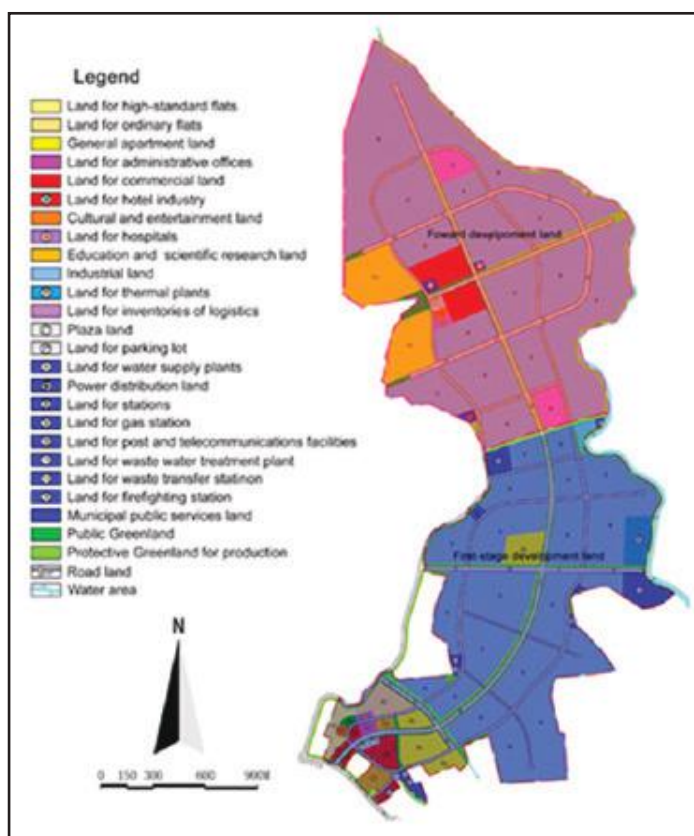 Legend
Land for high-standard flats
Land for ordinary flats
General apartment land
Land for administrative offices
Land for commercial land
Land for hotel industry
Cultural and entertainment land
Land for hospitals
Education and scientific research land
Industrial land
Land for thermal plants
Land for inventories of logistics
Plaza land
Land for parking lot
Land for water supply plants
Power distribution land
Land for stations
Land for gas station
Land for post and telecommunications facilities
Land for waste water treatment plant
Land for waste transfer statinon
Land for firefighting station
Municipal public services land
Public Greenland
Protective Greenland for production
Road land
Water area
Foward development land
First-stage development land
N
0 150 300 600 900